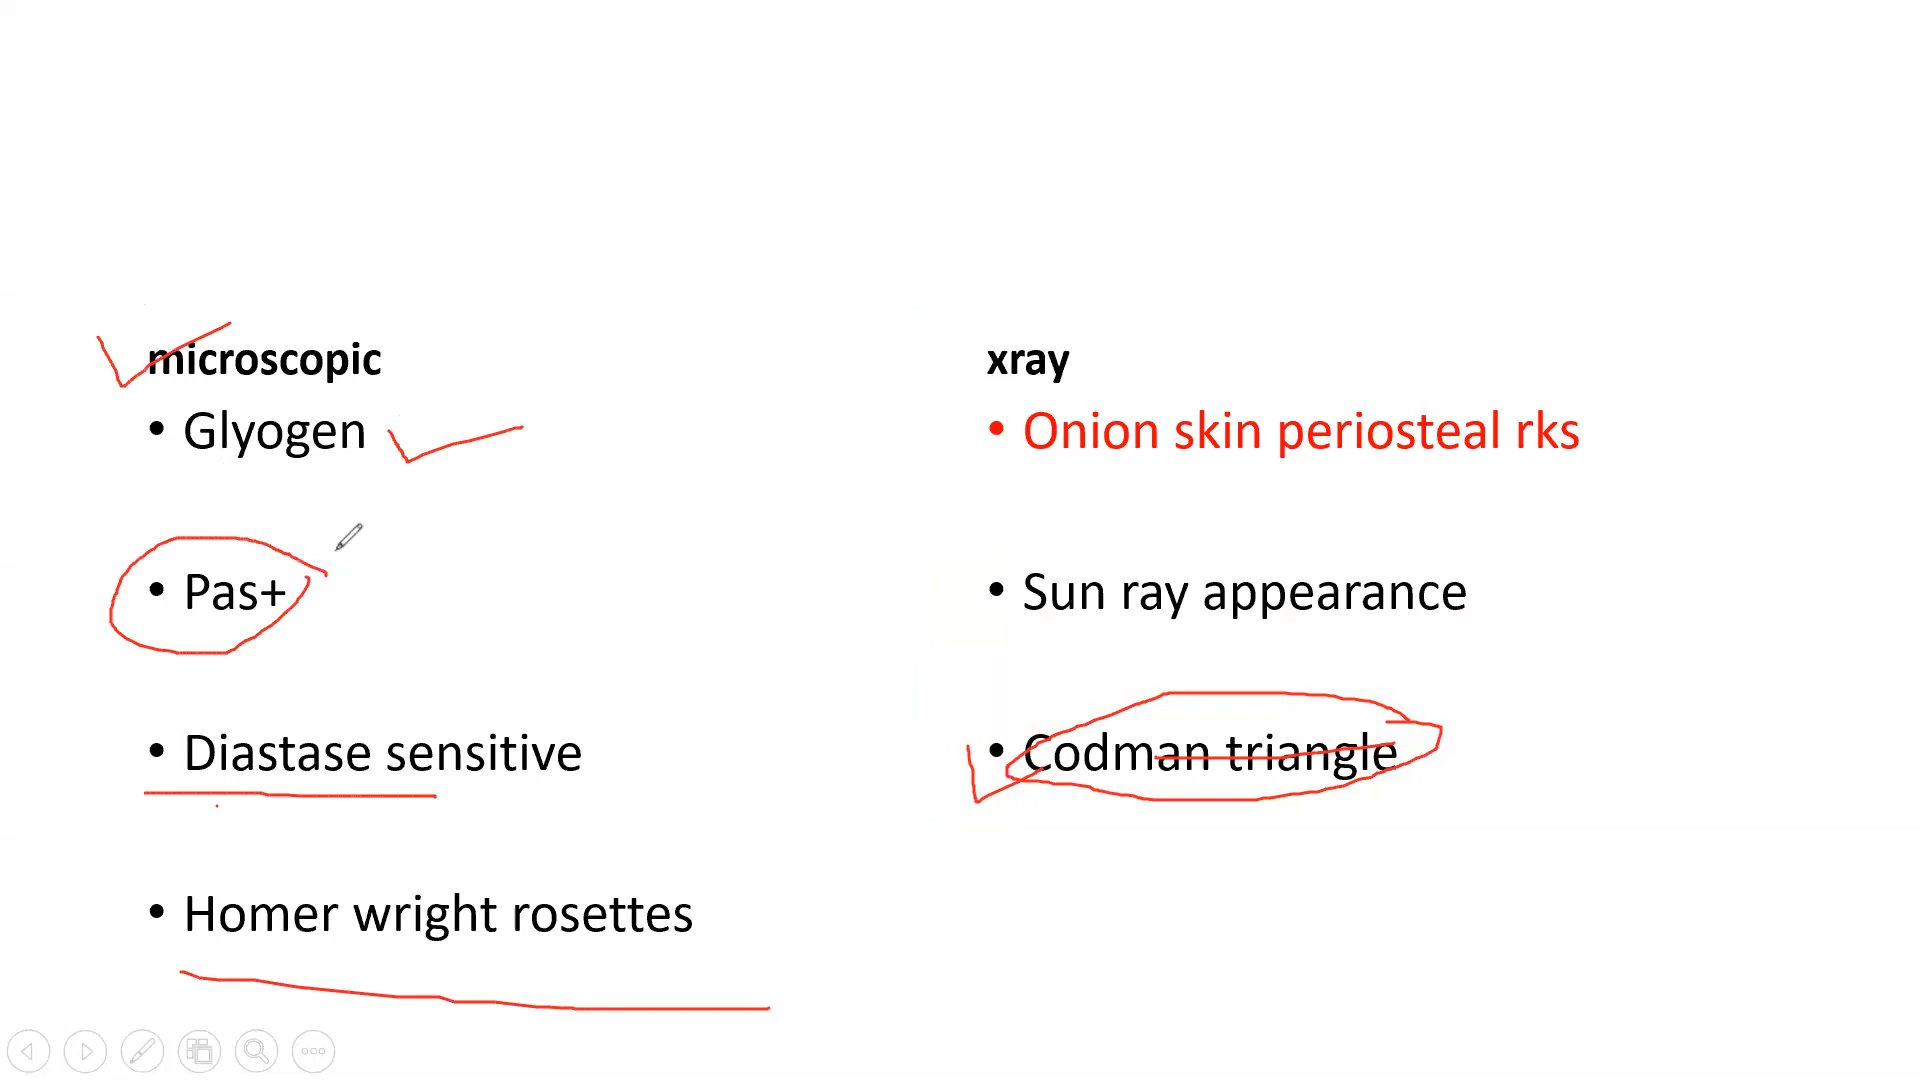 microscopic
• Glyogen
• Pas+
• Diastase sensitive
• Homer wright rosettes
xray
• Onion skin periosteal rks
• Sun ray appearance
• Codman triangle